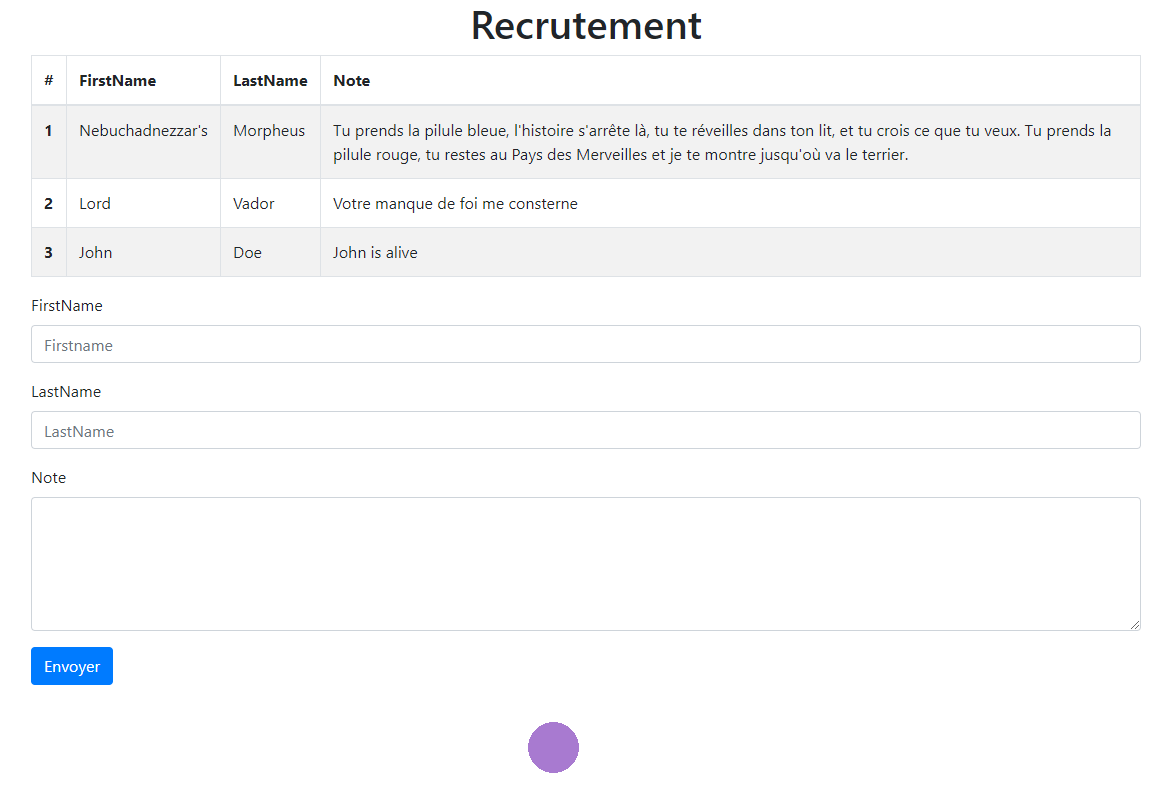 Recrutement
# FirstName LastName Note
1 Nebuchadnezzar's Morpheus Tu prends la pilule bleue, l'histoire s'arrête là, tu te réveilles dans ton lit, et tu crois ce que tu veux. Tu prends la
pilule rouge, tu restes au Pays des Merveilles et je te montre jusqu'où va le terrier.
2 Lord Vador Votre manque de foi me consterne
3 John Doe John is alive
FirstName
Firstname
LastName
LastName
Note
Envoyer